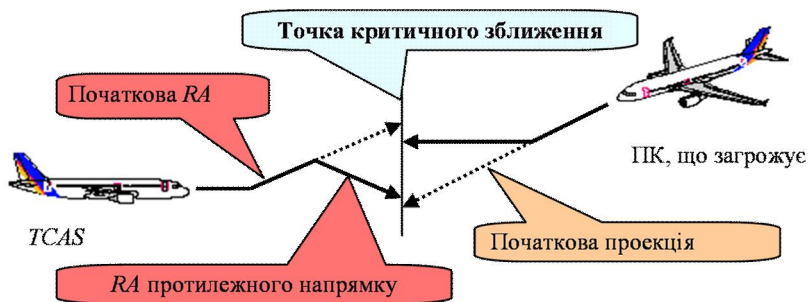 Точка критичного зближення
Початкова RA
ПК, що загрожує
TCAS
Початкова проекція
RA протилежного напрямку